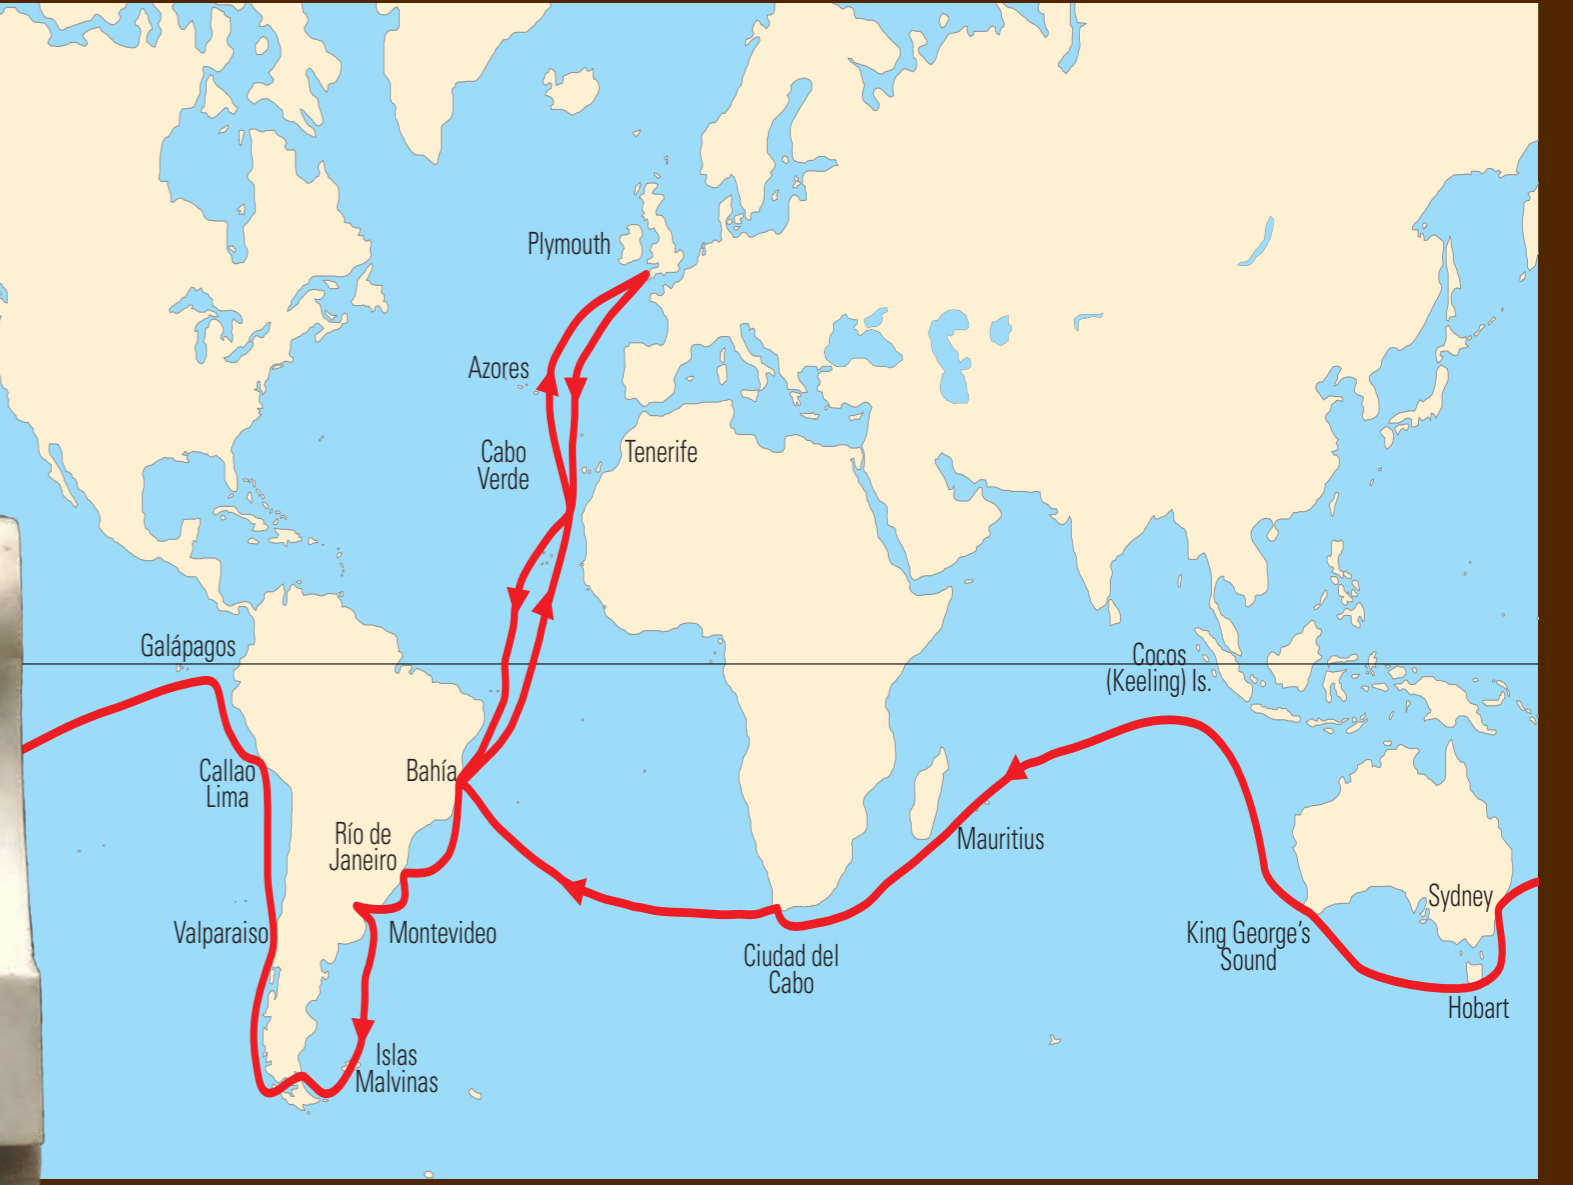 Plymouth
Azores
Cabo
Verde
Tenerife
Galápagos
Cocos
(Keeling) Is.
Callao
Lima
Bahía
Río de
Janeiro
Mauritius
Valparaiso
Montevideo
Ciudad del
Cabo
King George's
Sound
Sydney
Hobart
Islas
Malvinas